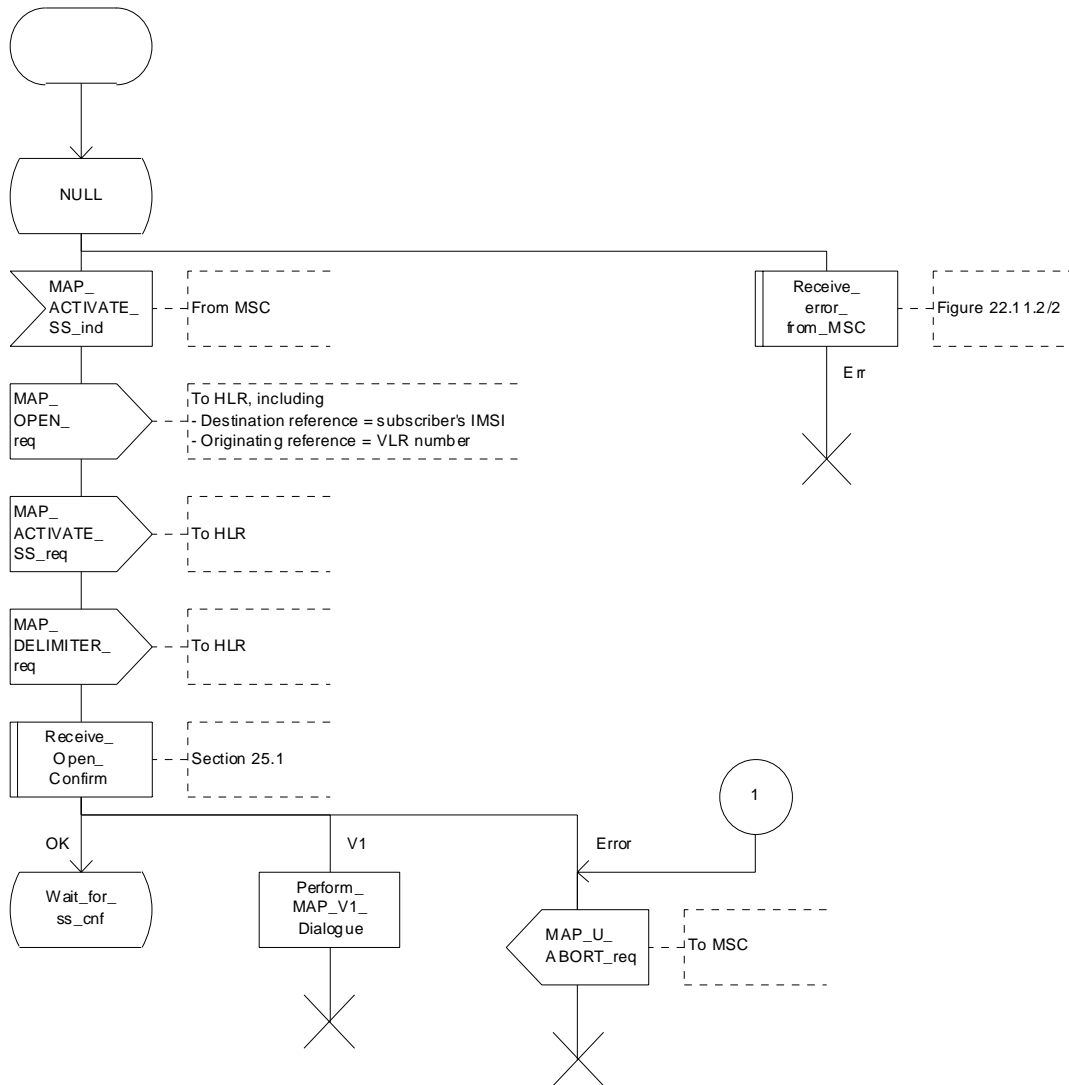 NULL
MAP_
ACTIVATE_
SS_ind
From MSC
Receive_
error_
from_MSC
Figure 22.11.2/2
Err
MAP_
OPEN_
req
To HLR, including
- Destination reference = subscriber's IMSI
- Originating reference = VLR number
MAP_
ACTIVATE_
SS_req
To HLR
MAP_
DELIMITER_
req
To HLR
Receive_
Open_
Confirm
Section 25.1
1
OK
V1
Error
Wait_for_
ss_cnf
Perform_
MAP_V1_
Dialogue
MAP_U_
ABORT_req
To MSC